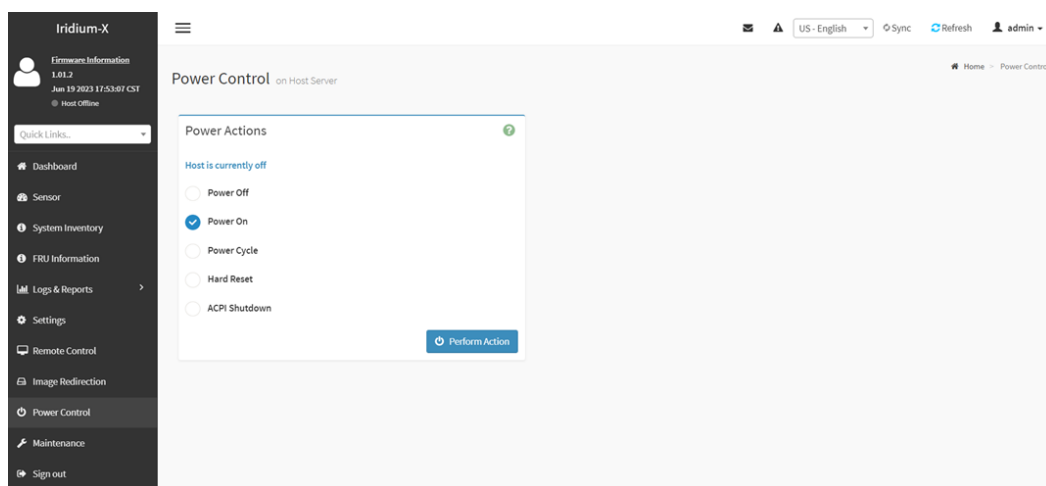 Iridium-X
US - English
Sync
Refresh
admin
Firmware Information
1.01.2
Jun 19 2023 17:53:07 CST
Host Offline
Quick Links..
Dashboard
Sensor
System Inventory
FRU Information
Logs & Reports
Settings
Remote Control
Image Redirection
Power Control
Maintenance
Sign out
Home > Power Contro
Power Control on Host Server
Power Actions
Host is currently off
Power Off
Power On
Power Cycle
Hard Reset
ACPI Shutdown
Perform Action